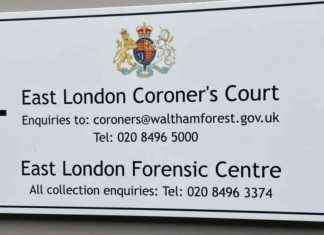 East London Coroner's Court
Enquiries to: coroners@walthamforest.gov.uk
Tel: 020 8496 5000
East London Forensic Centre
All collection enquiries: Tel: 020 8496 3374